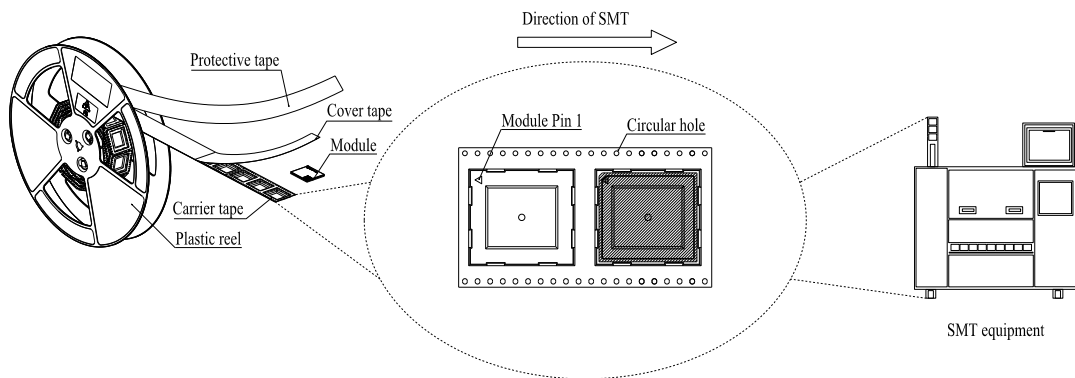 Direction of SMT
Protective tape
Cover tape
Module Pin 1
Circular hole
Module
Carrier tape
Plastic reel
SMT equipment